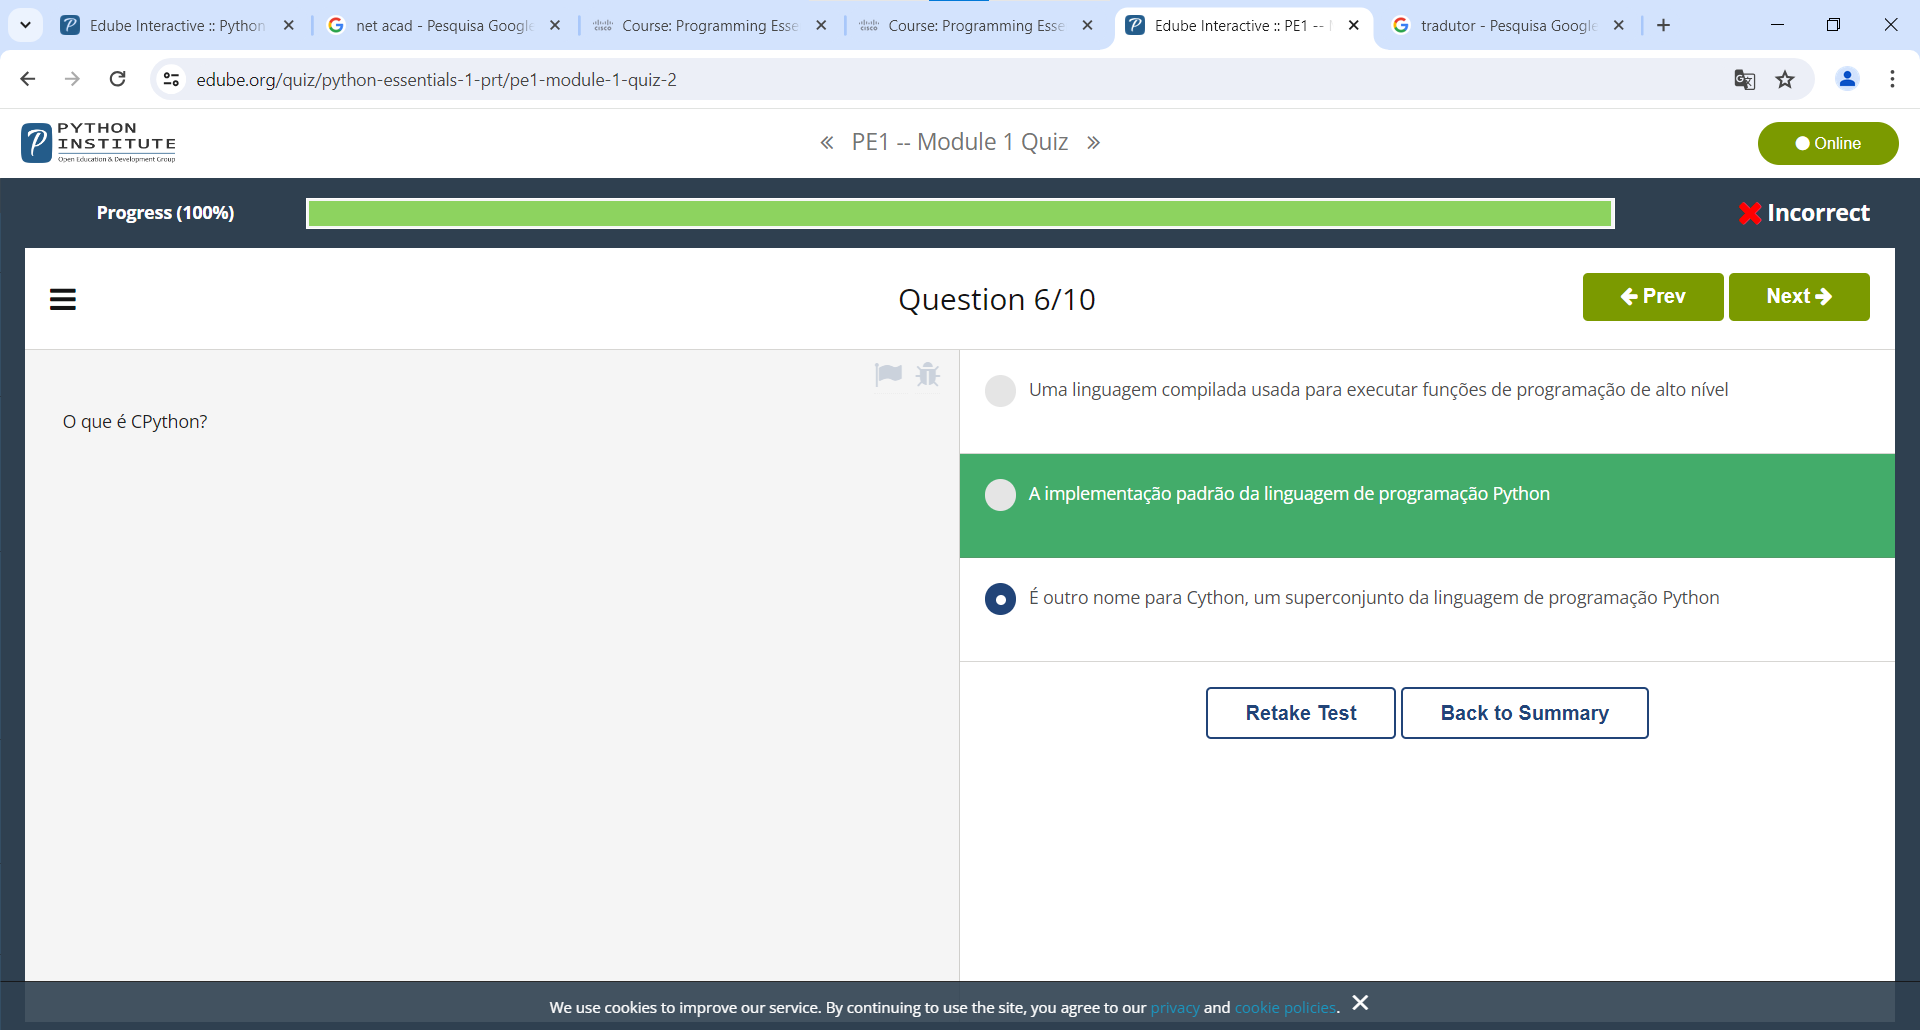 Edube Interactive :: Python
net acad - Pesquisa Google
Course: Programming Esse
Course: Programming Esse
Edube Interactive :: PE1 --
tradutor - Pesquisa Google
edube.org/quiz/python-essentials-1-prt/pe1-module-1-quiz-2
PYTHON
INSTITUTE
Open Education & Development Group
« PE1 -- Module 1 Quiz »
Online
Progress (100%)
Incorrect
Question 6/10
Prev
Next
O que é CPython?
Uma linguagem compilada usada para executar funções de programação de alto nível
A implementação padrão da linguagem de programação Python
É outro nome para Cython, um superconjunto da linguagem de programação Python
Retake Test
Back to Summary
We use cookies to improve our service. By continuing to use the site, you agree to our privacy and cookie policies.